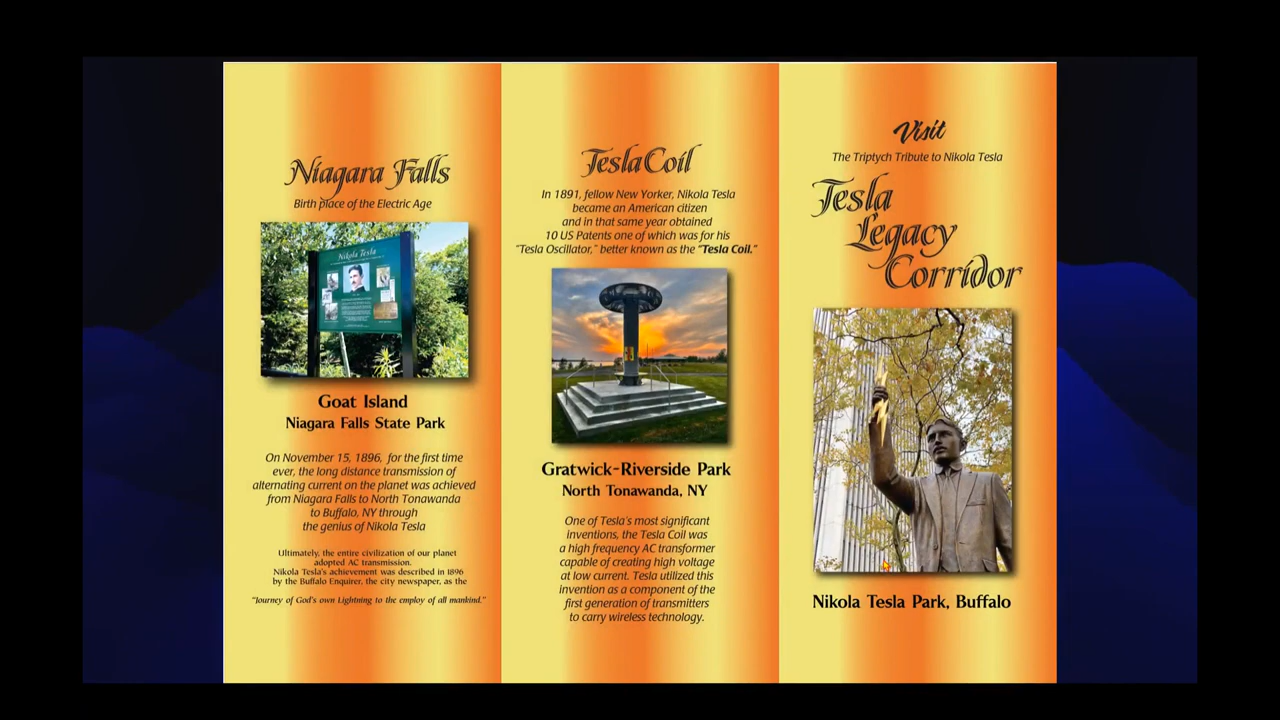 Niagara Falls
Birth place of the Electric Age
Nikola Tesla
Goat Island
Niagara Falls State Park
On November 15, 1896, for the first time
ever, the long distance transmission of
alternating current on the planet was achieved
from Niagara Falls to North Tonawanda
to Buffalo, NY through
the genius of Nikola Tesla
Ultimately, the entire civilization of our planet
adopted AC transmission.
Nikola Tesla's achievement was described in 1896
by the Buffalo Enquirer, the city newspaper, as the
"Journey of God's own Lightning to the employ of all mankind."
Tesla Coil
In 1891, fellow New Yorker, Nikola Tesla
became an American citizen
and in that same year obtained
10 US Patents one of which was for his
"Tesla Oscillator," better known as the "Tesla Coil."
Gratwick-Riverside Park
North Tonawanda, NY
One of Tesla's most significant
inventions, the Tesla Coil was
a high frequency AC transformer
capable of creating high voltage
at low current. Tesla utilized this
invention as a component of the
first generation of transmitters
to carry wireless technology.
Visit
The Triptych Tribute to Nikola Tesla
Tesla
Legacy
Corridor
Nikola Tesla Park, Buffalo